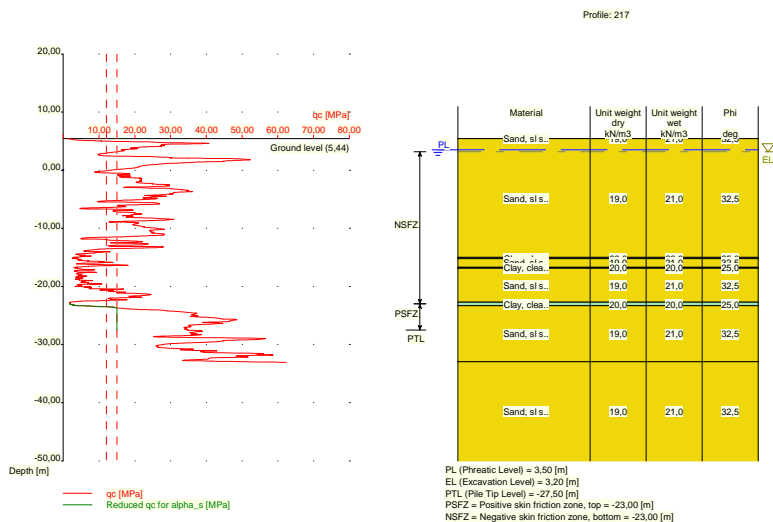 Profile: 217
20,00
qc [MPa]
10,00 20,00 30,00 40,00 50,00 60,00 70,00 80,00
10,00
Ground level (5,44)
0,00
-10,00
-20,00
-30,00
-40,00
-50,00
Depth [m]
qc [MPa]
Reduced qc for alpha_s [MPa]
Material Unit weight Unit weight Phi
dry wet
kN/m3 kN/m3 deg
Sand, sl s.. 19,0 21,0 32,5
PL
EL
NSFZ
Sand, sl s.. 19,0 21,0 32,5
Sand, sl s.. 19,0 21,0 32,5
Clay, clea.. 20,0 20,0 25,0
Sand, sl s.. 19,0 21,0 32,5
Clay, clea.. 20,0 20,0 25,0
PSFZ
PTL
Sand, sl s.. 19,0 21,0 32,5
Sand, sl s.. 19,0 21,0 32,5
PL (Phreatic Level) = 3,50 [m]
EL (Excavation Level) = 3,20 [m]
PTL (Pile Tip Level) = -27,50 [m]
PSFZ = Positive skin friction zone, top = -23,00 [m]
NSFZ = Negative skin friction zone, bottom = -23,00 [m]